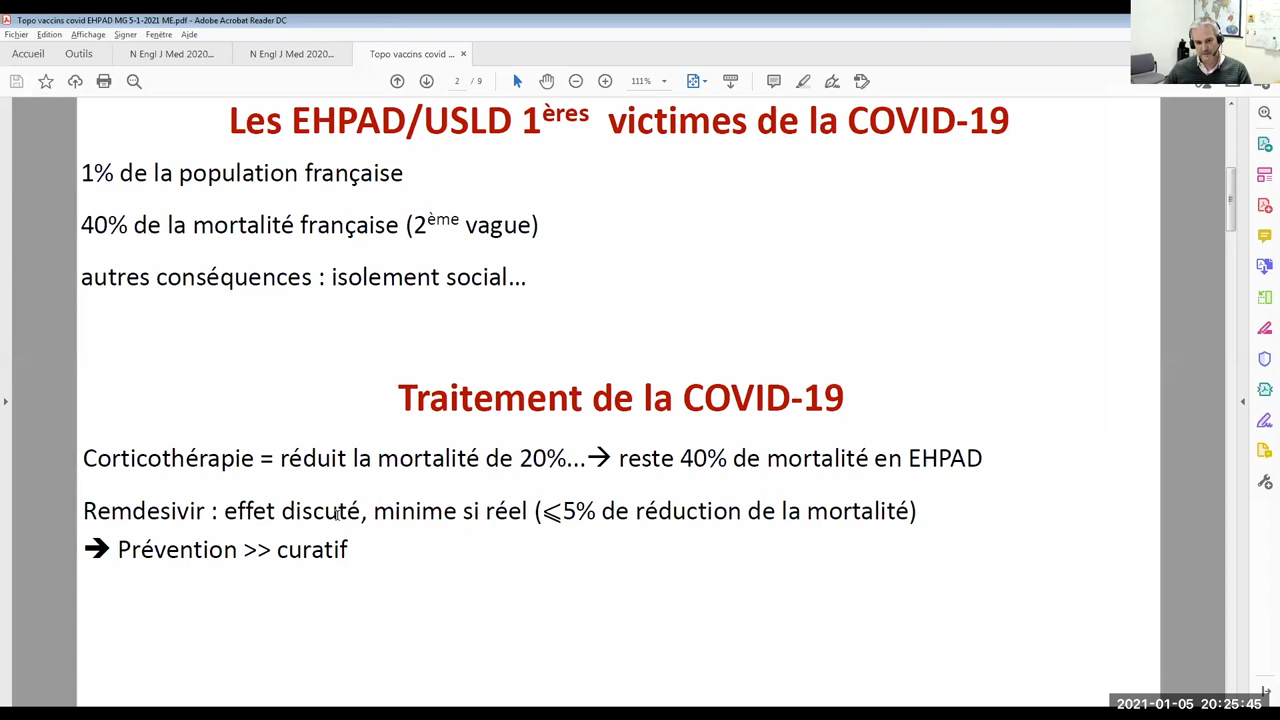 Topo vaccins covid EHPAD MG 5-1-2021 ME.pdf - Adobe Acrobat Reader DC
Fichier Edition Affichage Signer Fenêtre Aide
Accueil Outils N Engl J Med 2020... N Engl J Med 2020... Topo vaccins covid ... ×
2 / 9 111%
Les EHPAD/USLD 1ères victimes de la COVID-19
1% de la population française
40% de la mortalité française (2ème vague)
autres conséquences : isolement social...
Traitement de la COVID-19
Corticothérapie = réduit la mortalité de 20%...➔ reste 40% de mortalité en EHPAD
Remdesivir : effet discuté, minime si réel (⩽5% de réduction de la mortalité)
➔ Prévention >> curatif
2021-01-05 20:25:45